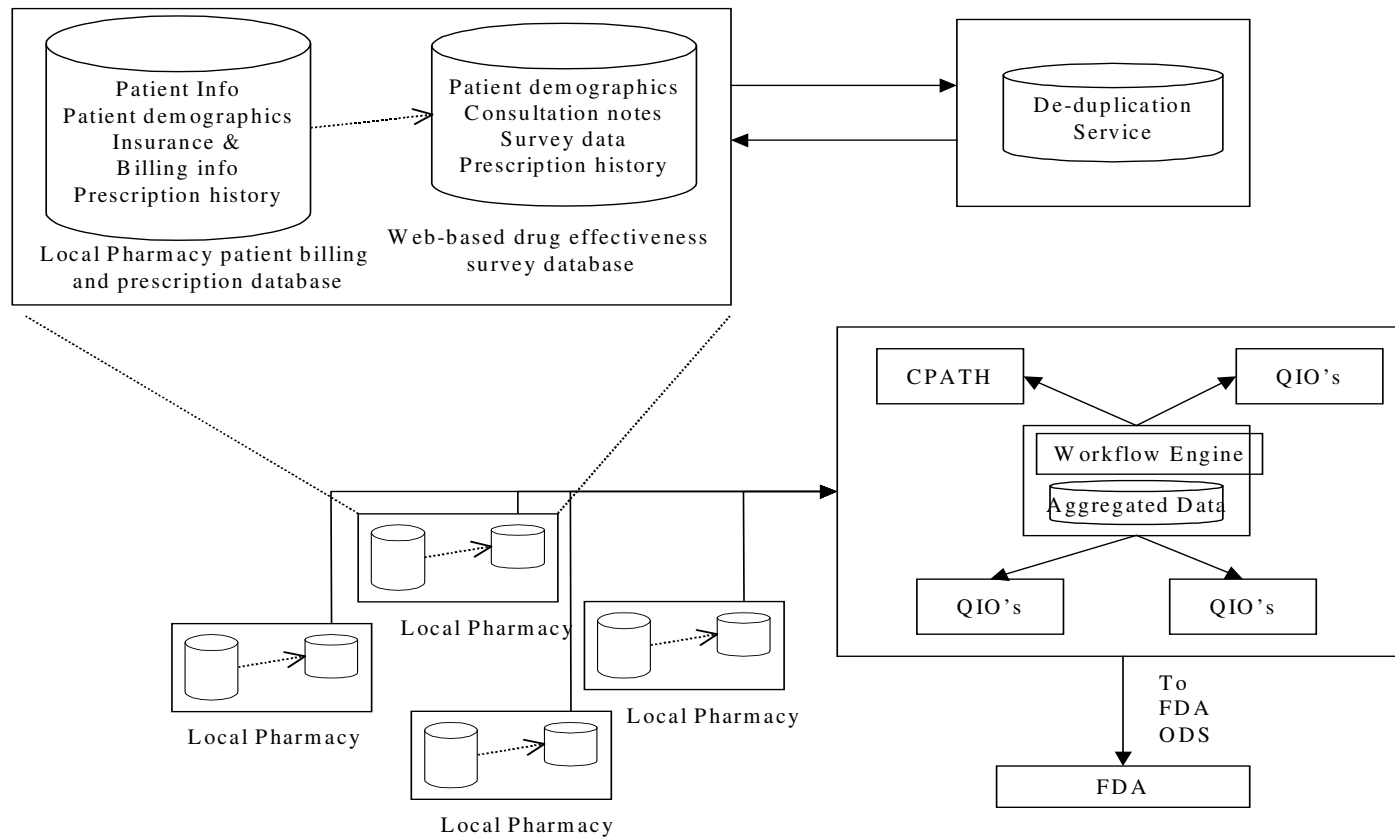 Patient Info
Patient demographics
Insurance &
Billing info
Prescription history
Local Pharmacy patient billing
and prescription database
Patient demographics
Consultation notes
Survey data
Prescription history
Web-based drug effectiveness
survey database
De-duplication
Service
CPATH
QIO's
Workflow Engine
Aggregated Data
QIO's
QIO's
Local Pharmacy
Local Pharmacy
Local Pharmacy
Local Pharmacy
To
FDA
ODS
FDA